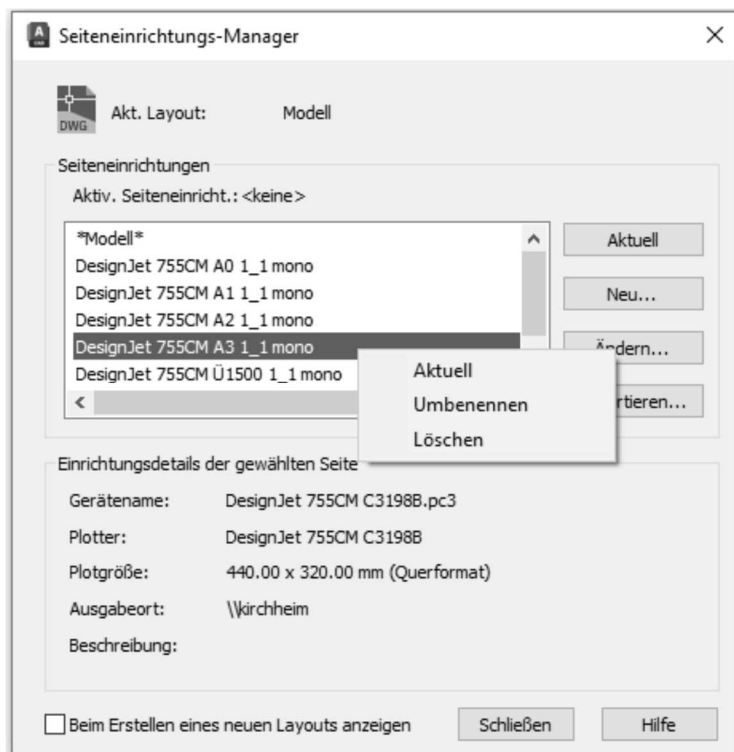 Seiteneinrichtungs-Manager
DWG
Akt. Layout: Modell
Seiteneinrichtungen
Aktiv. Seiteneinricht.: <keine>
*Modell*
DesignJet 755CM A0 1_1 mono
DesignJet 755CM A1 1_1 mono
DesignJet 755CM A2 1_1 mono
DesignJet 755CM A3 1_1 mono
DesignJet 755CM Ü1500 1_1 mono
Aktuell
Neu...
Ändern...
rtieren...
Aktuell
Umbenennen
Löschen
Einrichtungsdetails der gewählten Seite
Gerätename: DesignJet 755CM C3198B.pc3
Plotter: DesignJet 755CM C3198B
Plotgröße: 440.00 x 320.00 mm (Querformat)
Ausgabeort: \\kirchheim
Beschreibung:
Beim Erstellen eines neuen Layouts anzeigen
Schließen
Hilfe